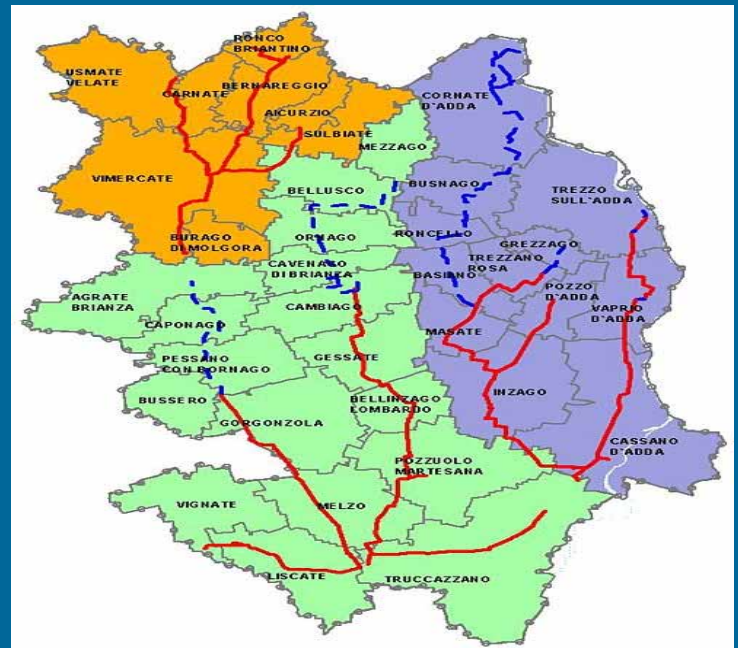 RONCO
BRIANTINO
USMATE
VELATE
CARNATE
BERNAREGGIO
AICURZIO
SULBIATE
CORNATE
D'ADDA
MEZZAGO
VIMERCATE
BELLUSCO
BUSNAGO
TREZZO
SULL'ADDA
BURAGO
DI MOLGORA
ORNAGO
RONCELLO
GREZZAGO
CAVENAGO
DI BRIANZA
BASIANO
TREZZANO
ROSA
AGRATE
BRIANZA
CAPONAGO
CAMBIAGO
POZZO
D'ADDA
VAPRIO
D'ADDA
MASATE
PESSANO
CON BORNAGO
GESSATE
BUSSERO
GORGONZOLA
BELLINZAGO
LOMBARDO
INZAGO
CASSANO
D'ADDA
POZZUOLO
MARTESANA
VIGNATE
MELZO
LISCATE
TRUCCAZZANO